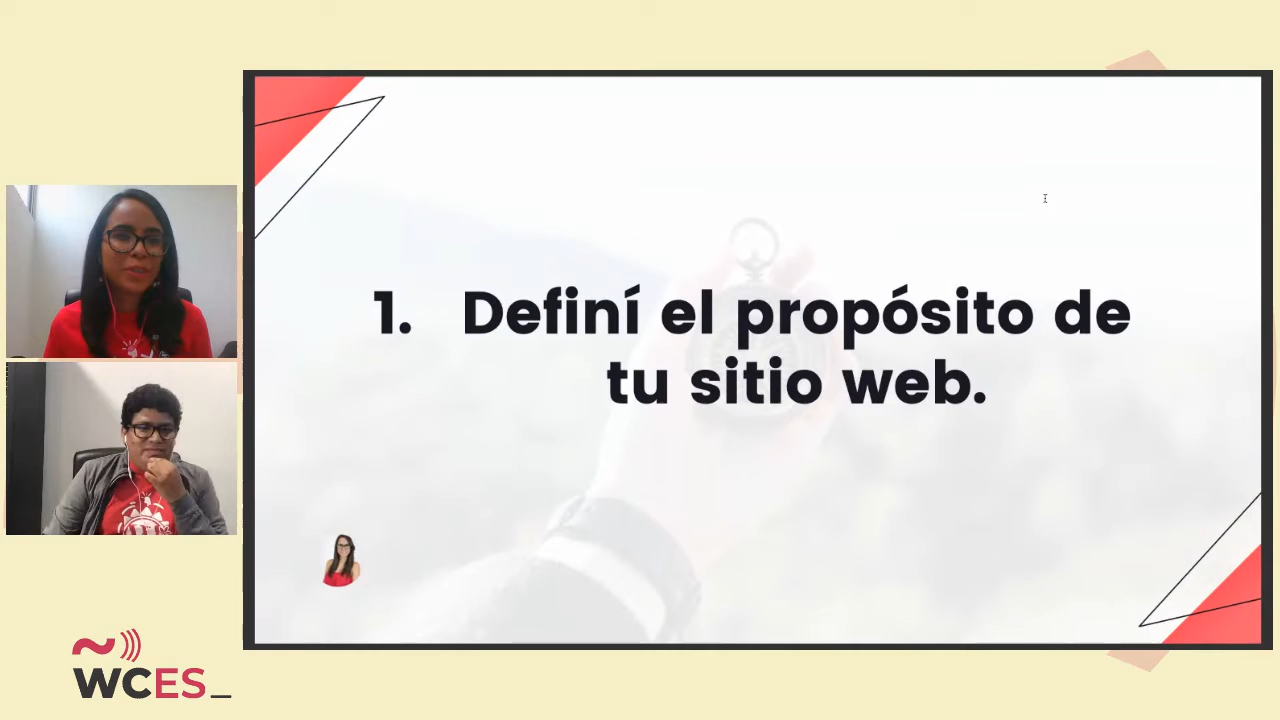 1. Definí el propósito de
tu sitio web.
WCES_